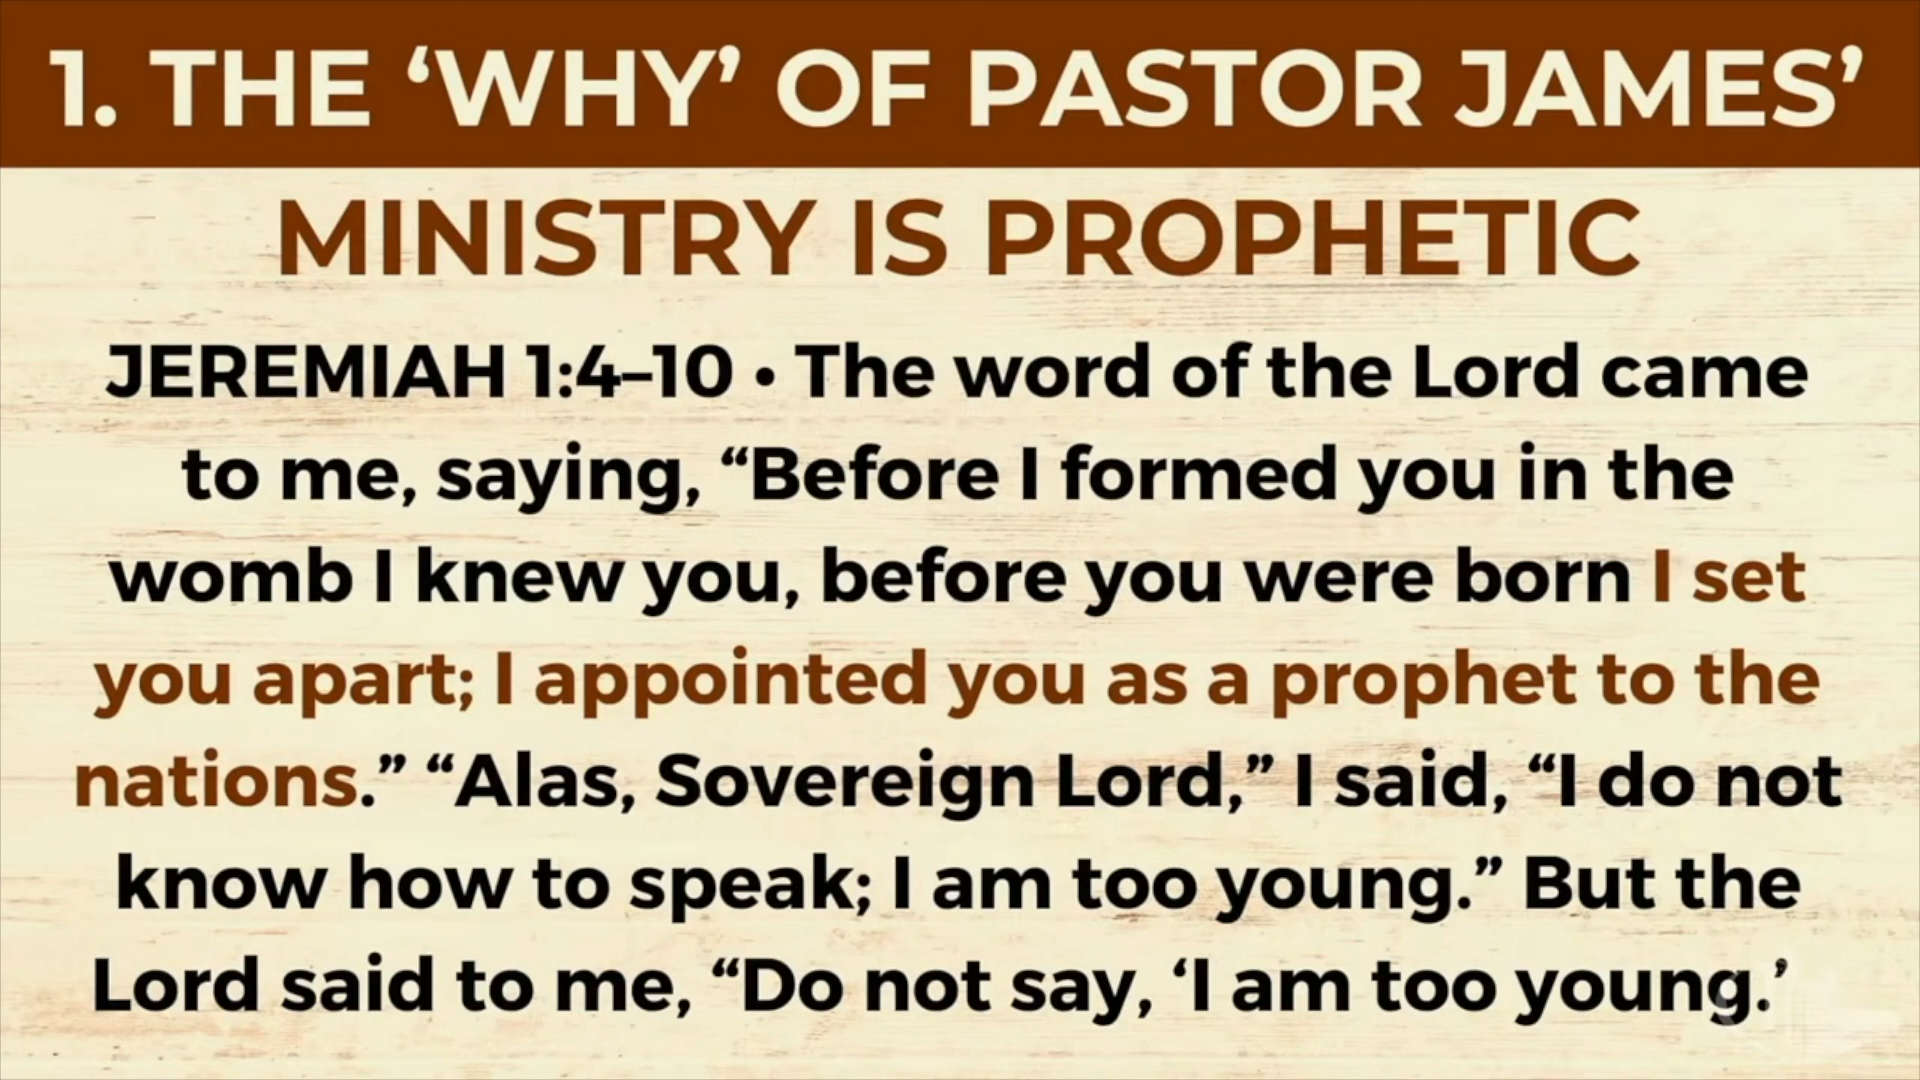 1. THE ‘WHY’ OF PASTOR JAMES’
MINISTRY IS PROPHETIC
JEREMIAH 1:4–10 • The word of the Lord came
to me, saying, “Before I formed you in the
womb I knew you, before you were born I set
you apart; I appointed you as a prophet to the
nations.” “Alas, Sovereign Lord,” I said, “I do not
know how to speak; I am too young.” But the
Lord said to me, “Do not say, ‘I am too young.’